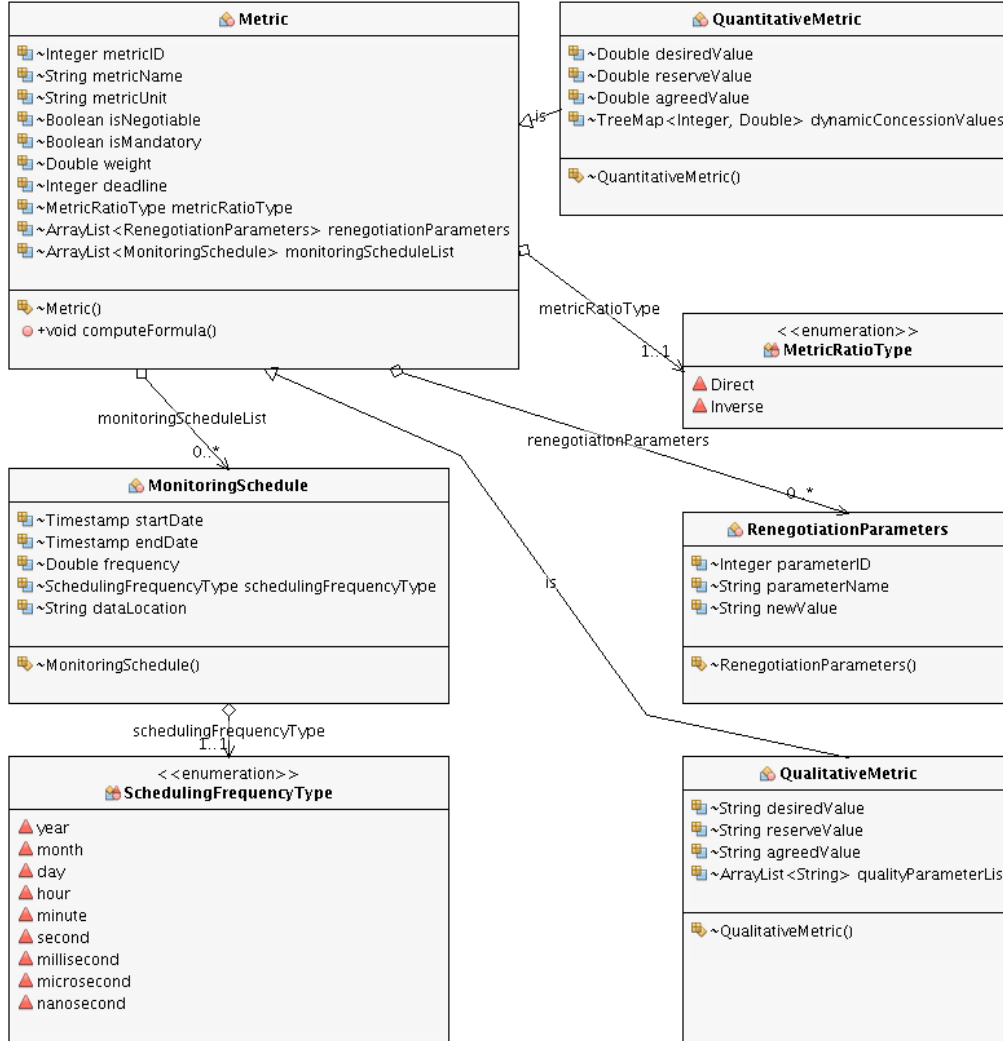 Metric
~Integer metricID
~String metricName
~String metricUnit
~Boolean isNegotiable
~Boolean isMandatory
~Double weight
~Integer deadline
~MetricRatioType metricRatioType
~ArrayList<RenegotiationParameters> renegotiationParameters
~ArrayList<MonitoringSchedule> monitoringScheduleList
~Metric()
+void computeFormula()
QuantitativeMetric
~Double desiredValue
~Double reserveValue
~Double agreedValue
~TreeMap<Integer, Double> dynamicConcessionValues
~QuantitativeMetric()
is
metricRatioType
1..1
<<enumeration>>
MetricRatioType
Direct
Inverse
monitoringScheduleList
0..*
renegotiationParameters
0..*
MonitoringSchedule
~Timestamp startDate
~Timestamp endDate
~Double frequency
~SchedulingFrequencyType schedulingFrequencyType
~String dataLocation
~MonitoringSchedule()
RenegotiationParameters
~Integer parameterID
~String parameterName
~String newValue
~RenegotiationParameters()
is
schedulingFrequencyType
1..1
<<enumeration>>
SchedulingFrequencyType
year
month
day
hour
minute
second
millisecond
microsecond
nanosecond
QualitativeMetric
~String desiredValue
~String reserveValue
~String agreedValue
~ArrayList<String> qualityParameterLis
~QualitativeMetric()